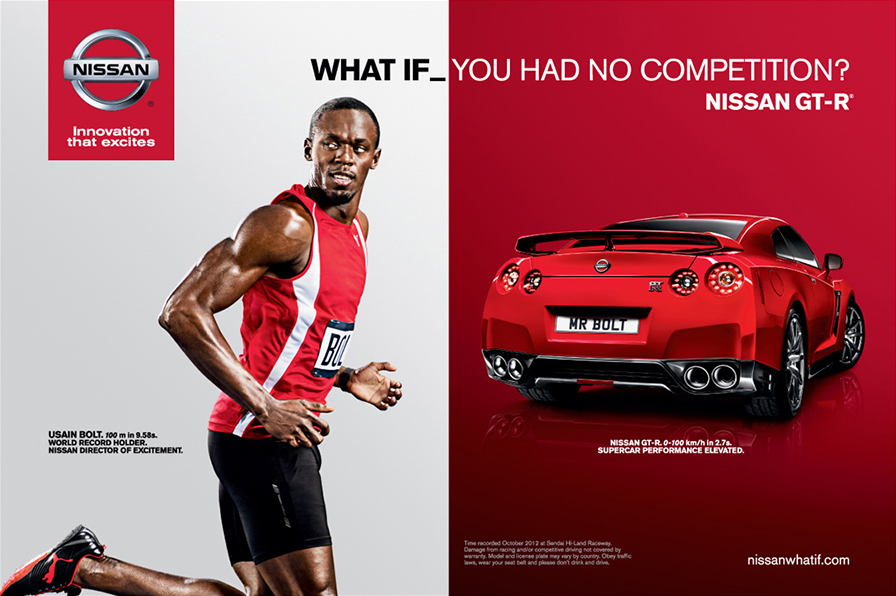 NISSAN
®
Innovation
that excites
WHAT IF_ YOU HAD NO COMPETITION?
NISSAN GT-R®
BOL
USAIN BOLT. 100 m in 9.58s.
WORLD RECORD HOLDER.
NISSAN DIRECTOR OF EXCITEMENT.
GT
R
MR BOLT
NISSAN GT-R. 0-100 km/h in 2.7s.
SUPERCAR PERFORMANCE ELEVATED.
Time recorded October 2012 at Sendai Hi-Land Raceway.
Damage from racing and/or competitive driving not covered by
warranty. Model and license plate may vary by country. Obey traffic
laws, wear your seat belt and please don't drink and drive.
nissanwhatif.com